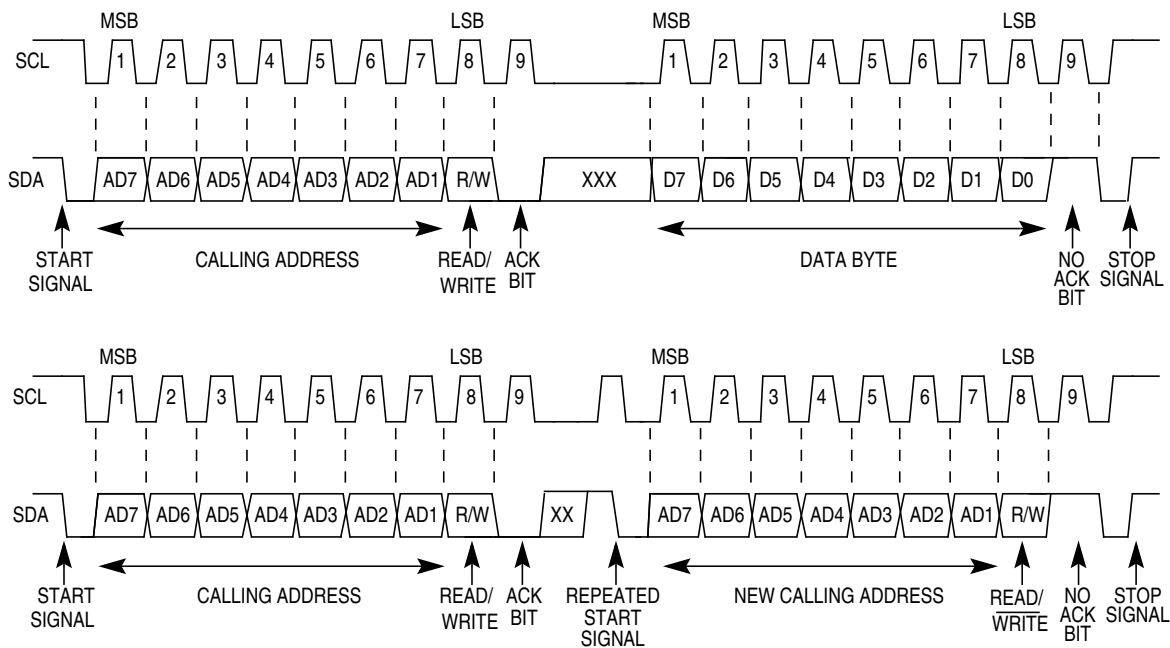 MSB LSB MSB LSB
SCL 1 2 3 4 5 6 7 8 9 1 2 3 4 5 6 7 8 9
SDA AD7 AD6 AD5 AD4 AD3 AD2 AD1 R/W XXX D7 D6 D5 D4 D3 D2 D1 D0
START SIGNAL CALLING ADDRESS READ/ WRITE ACK BIT DATA BYTE NO ACK BIT STOP SIGNAL
MSB LSB MSB LSB
SCL 1 2 3 4 5 6 7 8 9 1 2 3 4 5 6 7 8 9
SDA AD7 AD6 AD5 AD4 AD3 AD2 AD1 R/W XX AD7 AD6 AD5 AD4 AD3 AD2 AD1 R/W
START SIGNAL CALLING ADDRESS READ/ WRITE ACK BIT REPEATED START SIGNAL NEW CALLING ADDRESS READ/ WRITE NO ACK BIT STOP SIGNAL